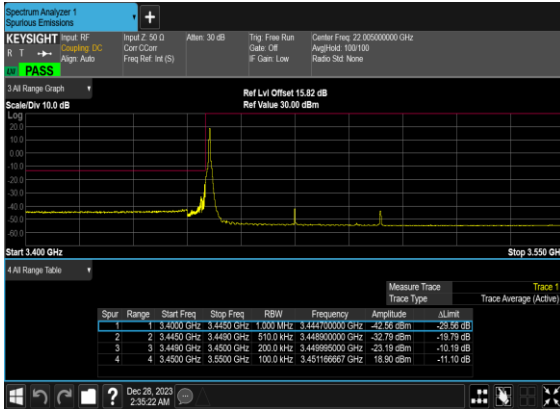 Spectrum Analyzer 1
Spurious Emissions
+
KEYSIGHT Input: RF Input Z: 50 Ω Atten: 30 dB Trig: Free Run Center Freq: 22.005000000 GHz
R T Coupling: DC Corr CCorr Gate: Off Avg|Hold: 100/100
Align: Auto Freq Ref: Int (S) IF Gain: Low Radio Std: None
PASS
3 All Range Graph
Ref Lvl Offset 15.82 dB
Scale/Div 10.0 dB Ref Value 30.00 dBm
Log
20.0
10.0
0.00
-10.0
-20.0
-30.0
-40.0
-50.0
-60.0
Start 3.400 GHz Stop 3.550 GH
4 All Range Table
Measure Trace Trace 1
Trace Type Trace Average (Active)
Spur Range Start Freq Stop Freq RBW Frequency Amplitude ΔLimit
1 1 3.4000 GHz 3.4450 GHz 1.000 MHz 3.444700000 GHz -42.56 dBm -29.56 dB
2 2 3.4450 GHz 3.4490 GHz 510.0 kHz 3.448900000 GHz -32.79 dBm -19.79 dB
3 3 3.4490 GHz 3.4500 GHz 200.0 kHz 3.449995000 GHz -23.19 dBm -10.19 dB
4 4 3.4500 GHz 3.5500 GHz 100.0 kHz 3.451166667 GHz 18.90 dBm -11.10 dB
? Dec 28, 2023
2:35:22 AM